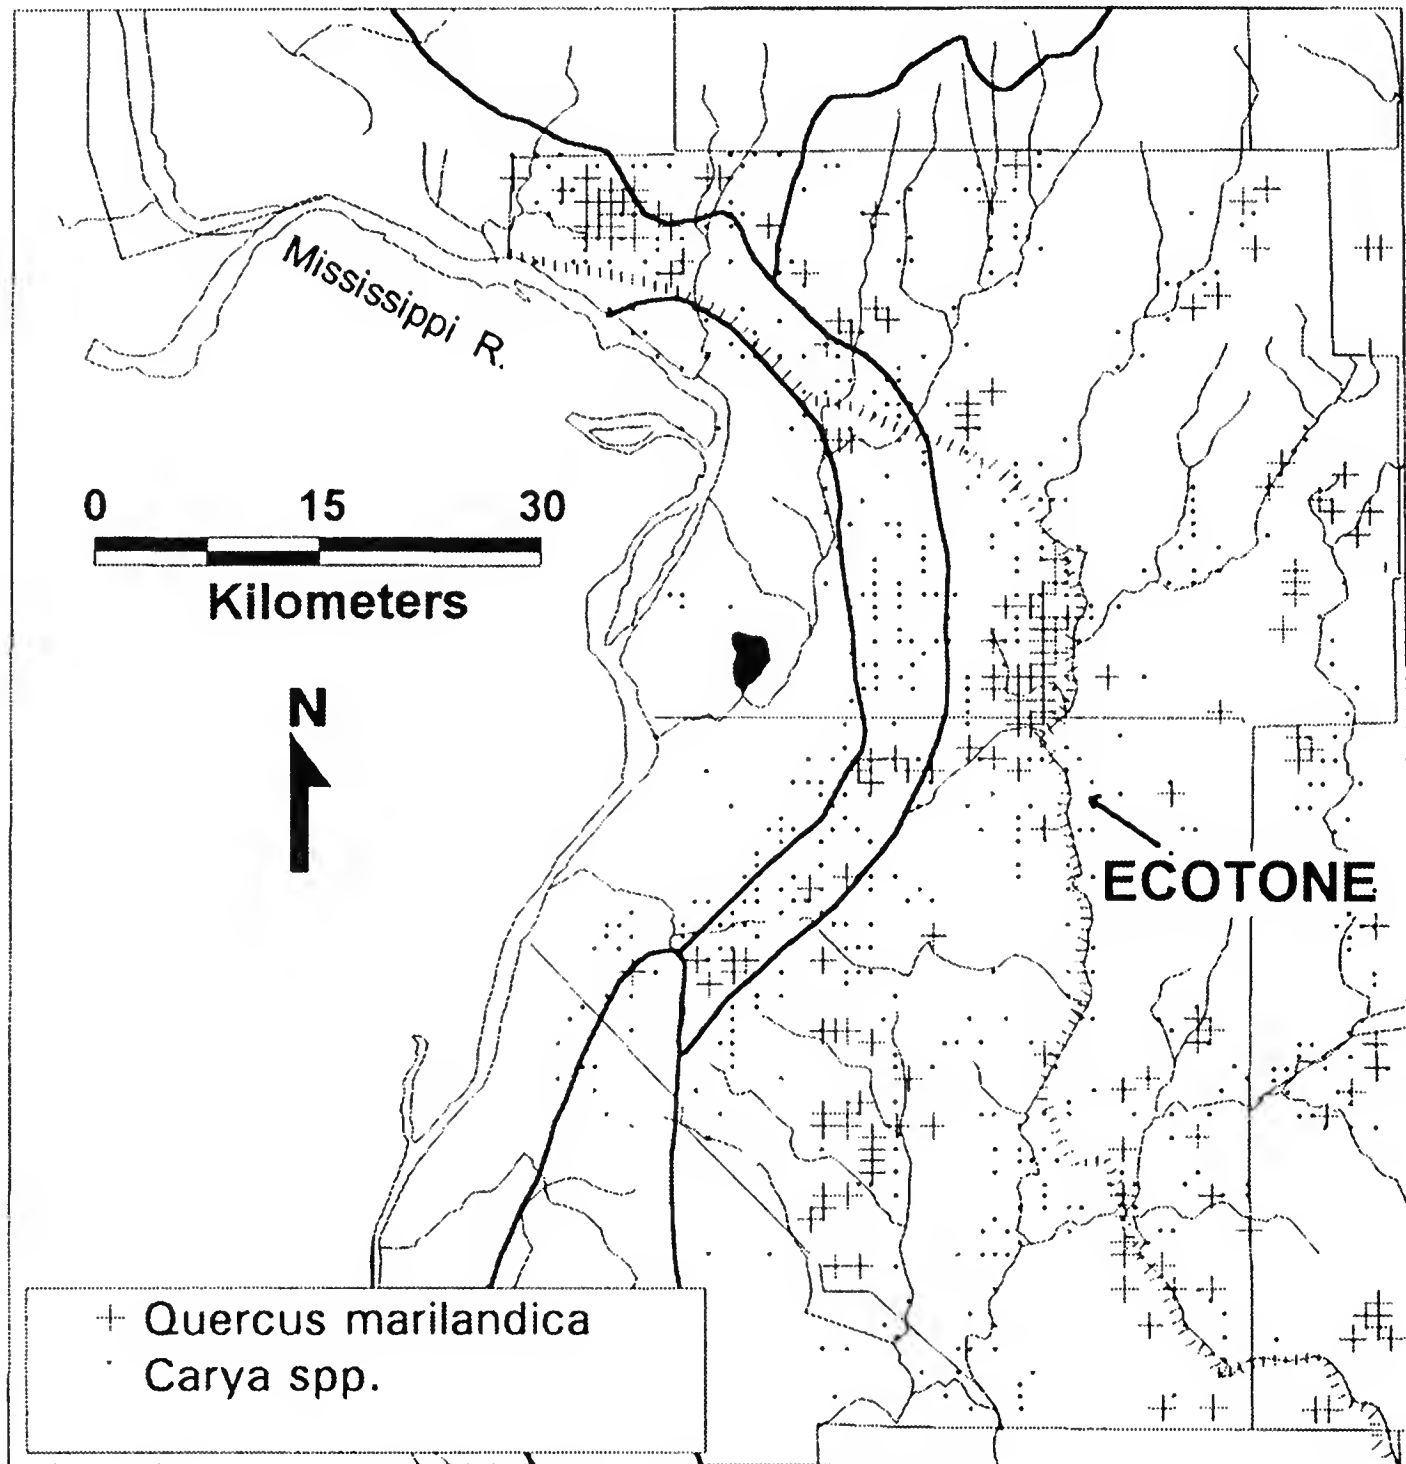 Mississippi R.
0 15 30
Kilometers
N
ECOTONE
Quercus marilandica
Carya spp.